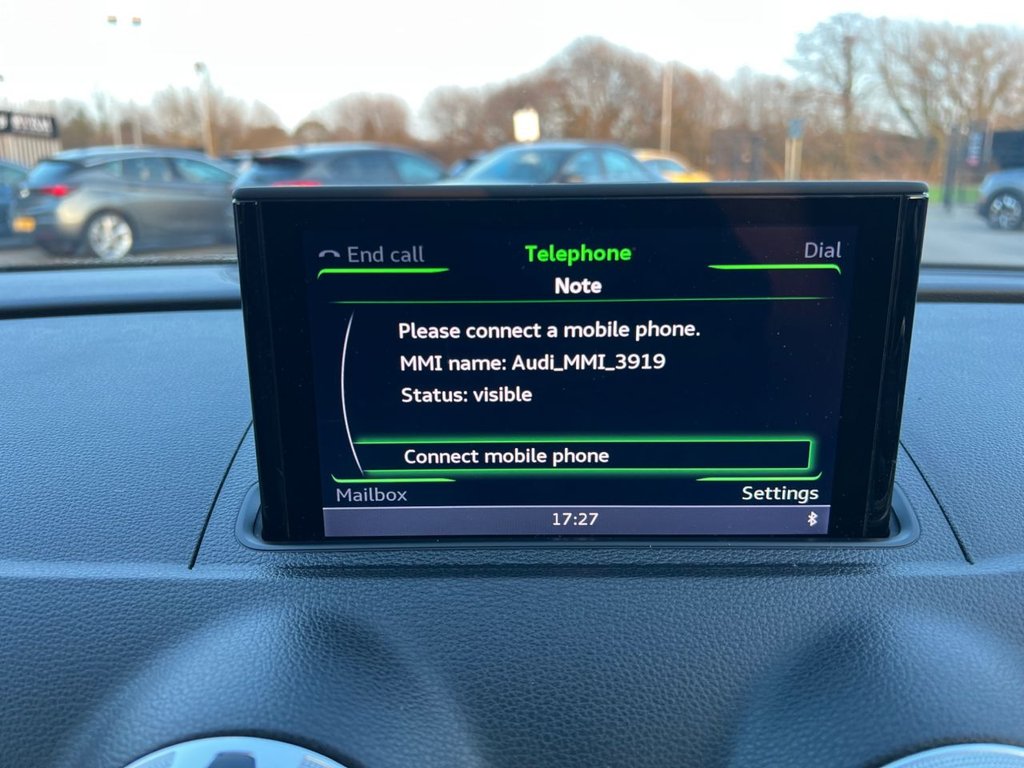 End call Telephone Dial
Note
Please connect a mobile phone.
MMI name: Audi_MMI_3919
Status: visible
Connect mobile phone
Mailbox Settings
17:27